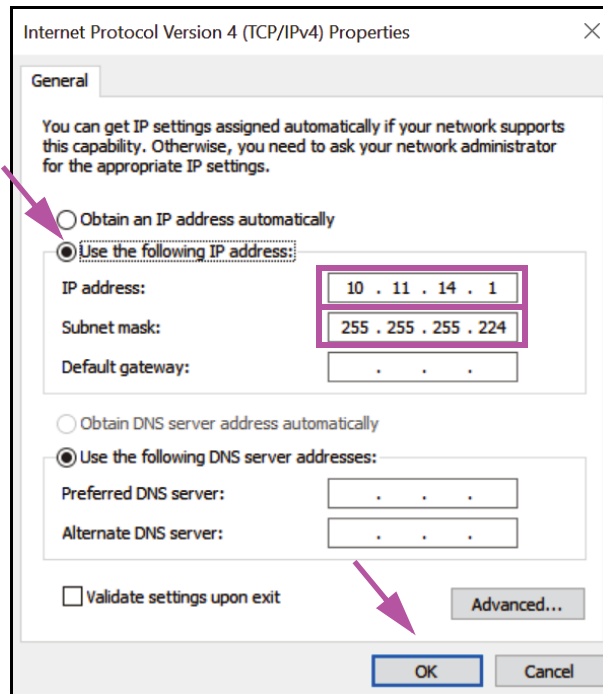 Internet Protocol Version 4 (TCP/IPv4) Properties
General
You can get IP settings assigned automatically if your network supports
this capability. Otherwise, you need to ask your network administrator
for the appropriate IP settings.
Obtain an IP address automatically
Use the following IP address:
IP address: 10 . 11 . 14 . 1
Subnet mask: 255 . 255 . 255 . 224
Default gateway: . . .
Obtain DNS server address automatically
Use the following DNS server addresses:
Preferred DNS server: . . .
Alternate DNS server: . . .
Validate settings upon exit
Advanced...
OK Cancel